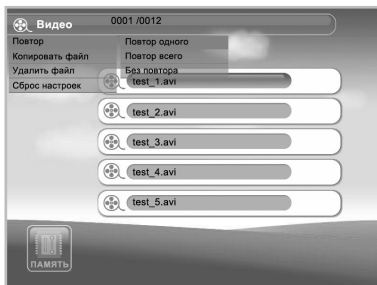 Видео 0001 /0012
Повтор Повтор одного
Копировать файл Повтор всего
Удалить файл Без повтора
Сброс настроек test_1.avi
test_2.avi
test_3.avi
test_4.avi
test_5.avi
ПАМЯТЬ